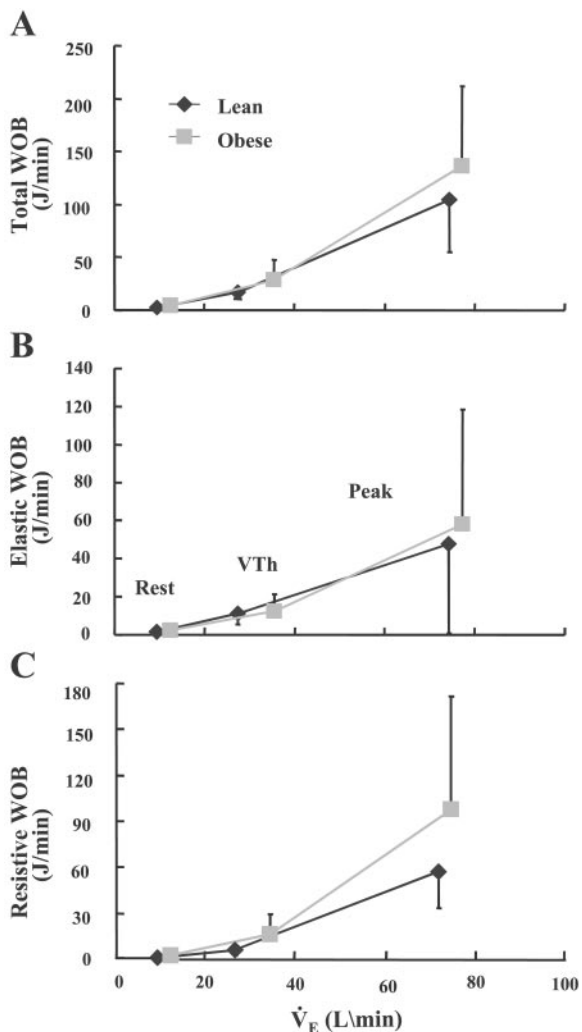 A
Total WOB
(J/min)
250
200
150
100
50
0
Lean
Obese
B
Elastic WOB
(J/min)
140
120
100
80
60
40
20
0
Rest
VTh
Peak
C
Resistive WOB
(J/min)
180
150
120
90
60
30
0
0 20 40 60 80 100
V̇E (L\min)